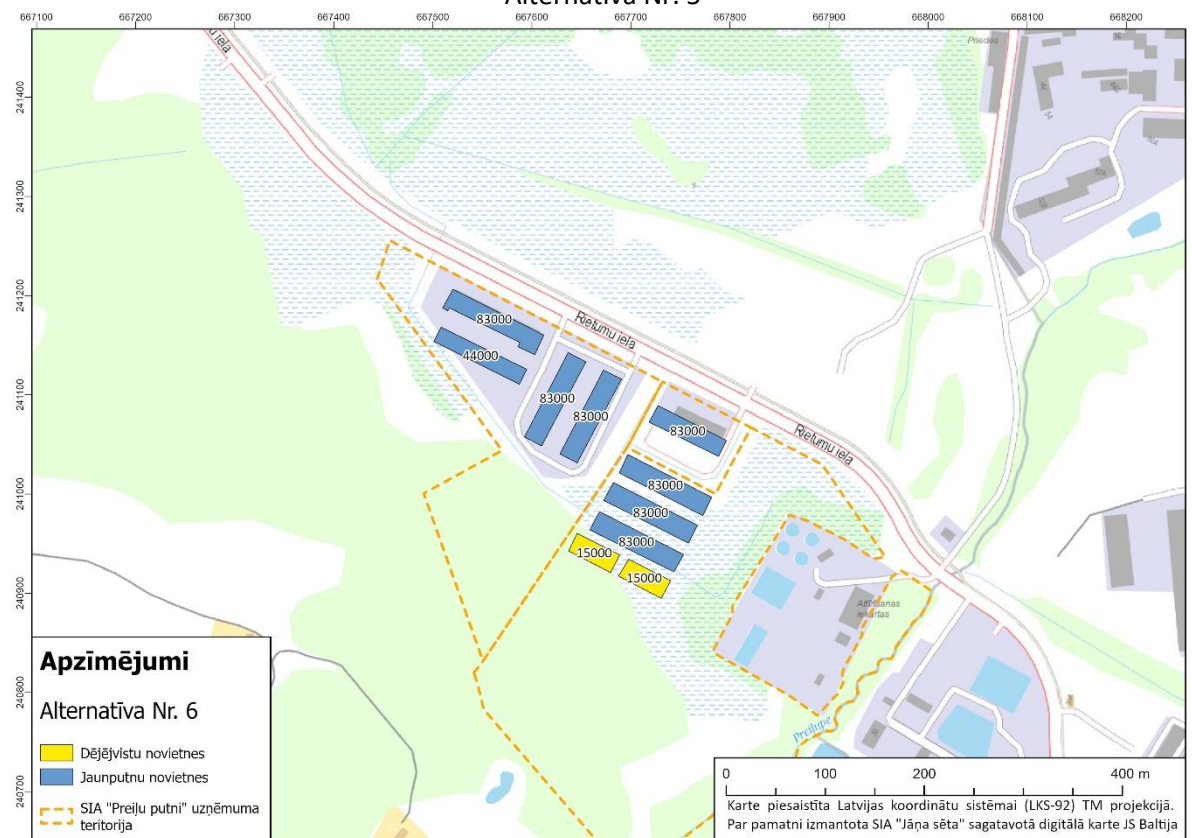 Alternatīva Nr. 5
667100 667200 667300 667400 667500 667600 667700 667800 667900 668000 668100 668200
241400
241300
241200
241100
241000
240900
240800
240700
Priedes
Rietumu iela
Rietumu iela
83000
44000
83000
83000
83000
83000
83000
83000
15000
15000
Attīrīšanas
iekārtas
Preiļupe
Apzīmējumi
Alternatīva Nr. 6
Dējējvistu novietnes
Jaunputnu novietnes
SIA "Preiļu putni" uzņēmuma
teritorija
0 100 200 400 m
Karte piesaistīta Latvijas koordinātu sistēmai (LKS-92) TM projekcijā.
Par pamatni izmantota SIA "Jāņa sēta" sagatavotā digitālā karte JS Baltija